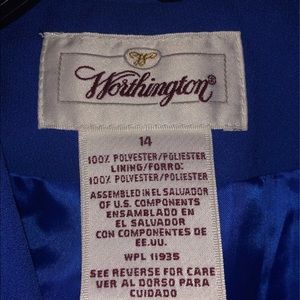 W
Worthington®
14
100% POLYESTER/POLIESTER
LINING/FORRO:
100% POLYESTER/POLIESTER
ASSEMBLED IN EL SALVADOR
OF U.S. COMPONENTS
ENSAMBLADO EN
EL SALVADOR
CON COMPONENTES DE
EE.UU.
WPL 11935
SEE REVERSE FOR CARE
VER AL DORSO PARA
CUIDADO